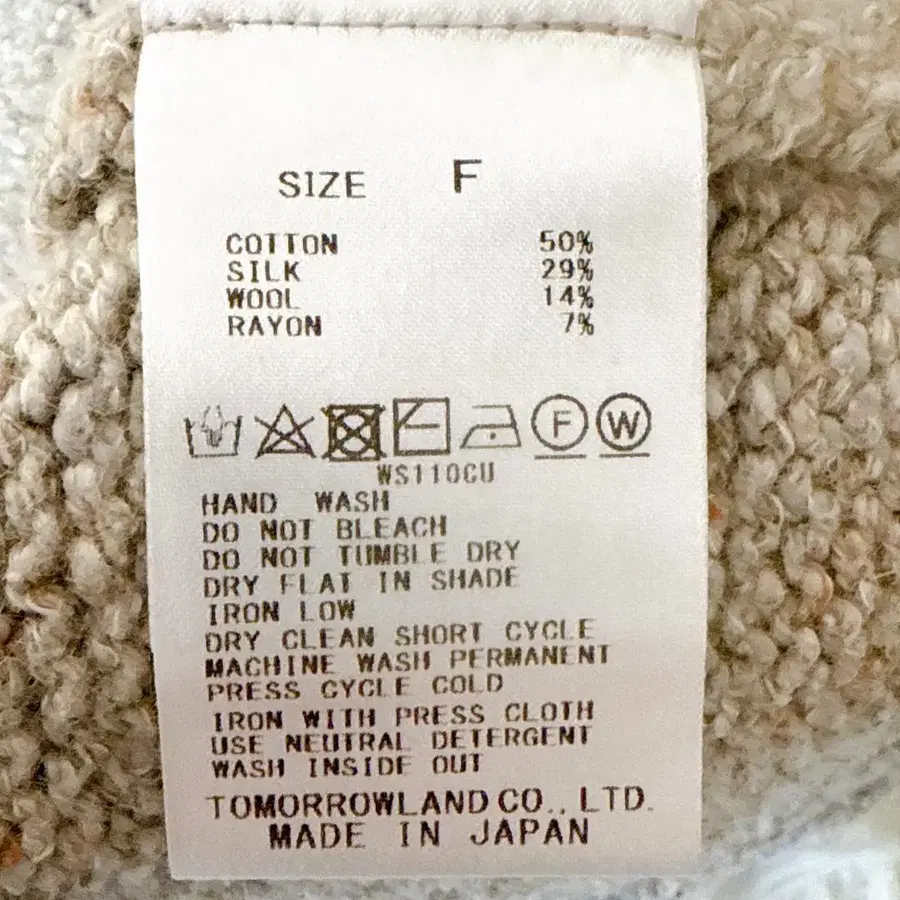 SIZE F
COTTON 50%
SILK 29%
WOOL 14%
RAYON 7%
F W
WS110CU
HAND WASH
DO NOT BLEACH
DO NOT TUMBLE DRY
DRY FLAT IN SHADE
IRON LOW
DRY CLEAN SHORT CYCLE
MACHINE WASH PERMANENT
PRESS CYCLE COLD
IRON WITH PRESS CLOTH
USE NEUTRAL DETERGENT
WASH INSIDE OUT
TOMORROWLAND CO., LTD.
MADE IN JAPAN